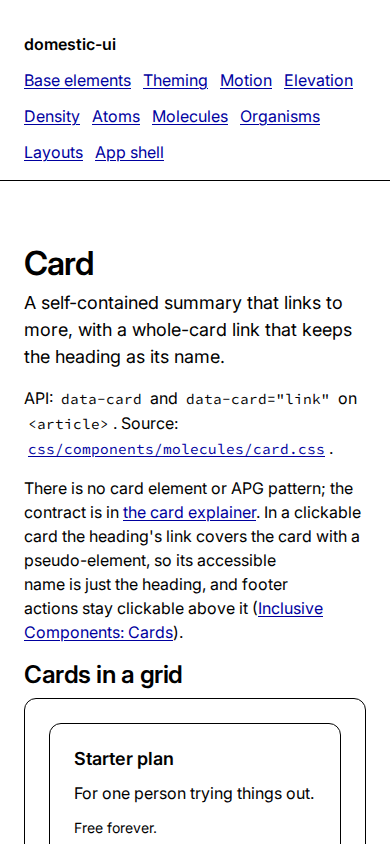 domestic-ui
Base elements Theming Motion Elevation
Density Atoms Molecules Organisms
Layouts App shell
Card
A self-contained summary that links to
more, with a whole-card link that keeps
the heading as its name.
API: data-card and data-card="link" on
<article>. Source:
css/components/molecules/card.css.
There is no card element or APG pattern; the
contract is in the card explainer. In a clickable
card the heading's link covers the card with a
pseudo-element, so its accessible
name is just the heading, and footer
actions stay clickable above it (Inclusive
Components: Cards).
Cards in a grid
Starter plan
For one person trying things out.
Free forever.